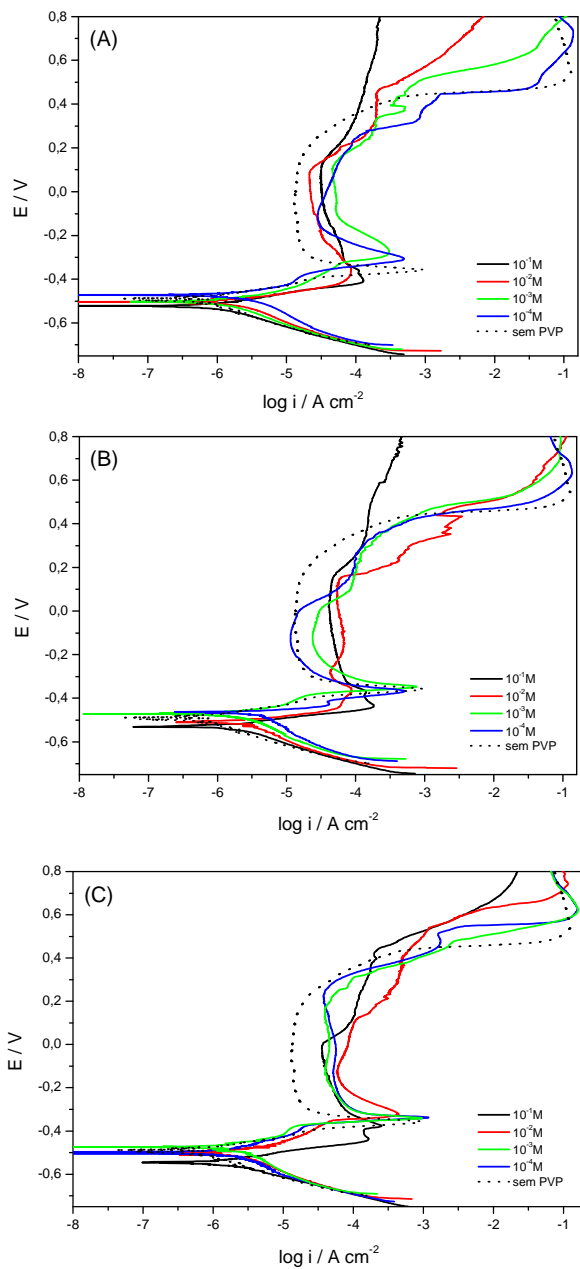 (A)
0,8
0,6
0,4
0,2
0,0
-0,2
-0,4
-0,6
E / V
10⁻¹M
10⁻²M
10⁻³M
10⁻⁴M
sem PVP
-8 -7 -6 -5 -4 -3 -2 -1
log i / A cm⁻²
(B)
0,8
0,6
0,4
0,2
0,0
-0,2
-0,4
-0,6
E / V
10⁻¹M
10⁻²M
10⁻³M
10⁻⁴M
sem PVP
-8 -7 -6 -5 -4 -3 -2 -1
log i / A cm⁻²
(C)
0,8
0,6
0,4
0,2
0,0
-0,2
-0,4
-0,6
E / V
10⁻¹M
10⁻²M
10⁻³M
10⁻⁴M
sem PVP
-8 -7 -6 -5 -4 -3 -2 -1
log i / A cm⁻²